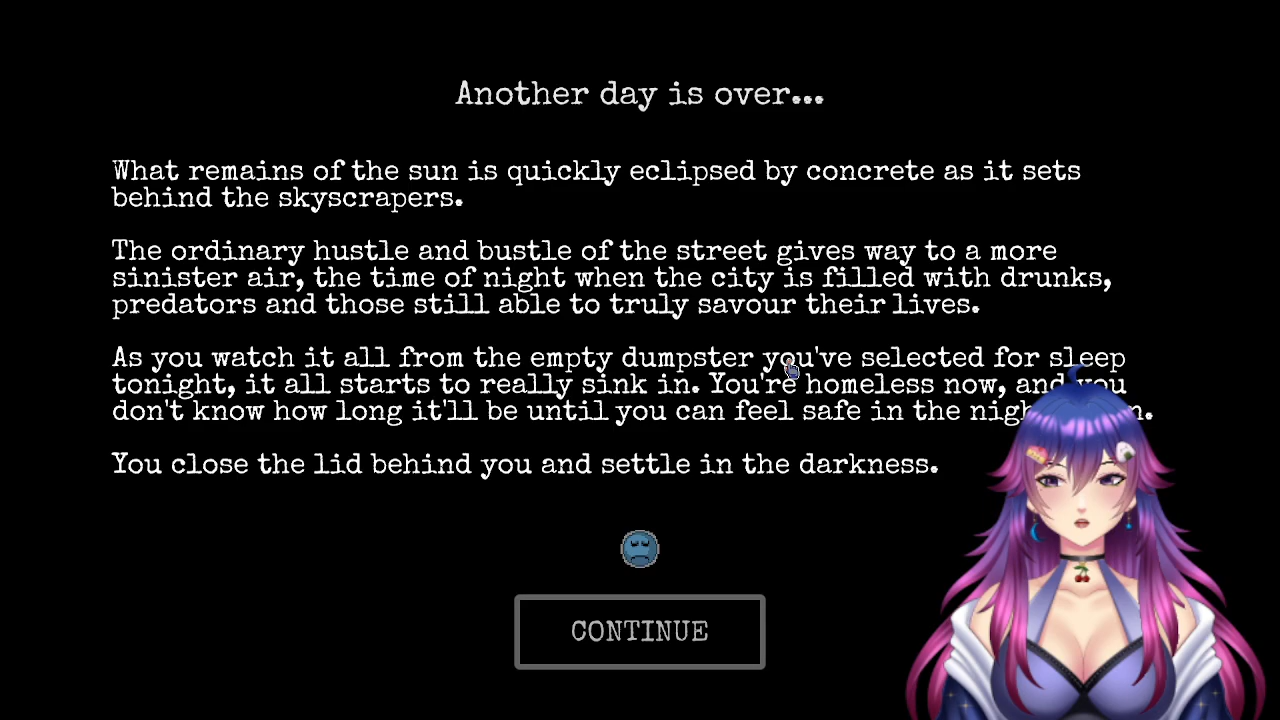 Another day is over...
What remains of the sun is quickly eclipsed by concrete as it sets
behind the skyscrapers.
The ordinary hustle and bustle of the street gives way to a more
sinister air, the time of night when the city is filled with drunks,
predators and those still able to truly savour their lives.
As you watch it all from the empty dumpster you've selected for sleep
tonight, it all starts to really sink in. You're homeless now, and you
don't know how long it'll be until you can feel safe in the
You close the lid behind you and settle in the darkness.
CONTINUE